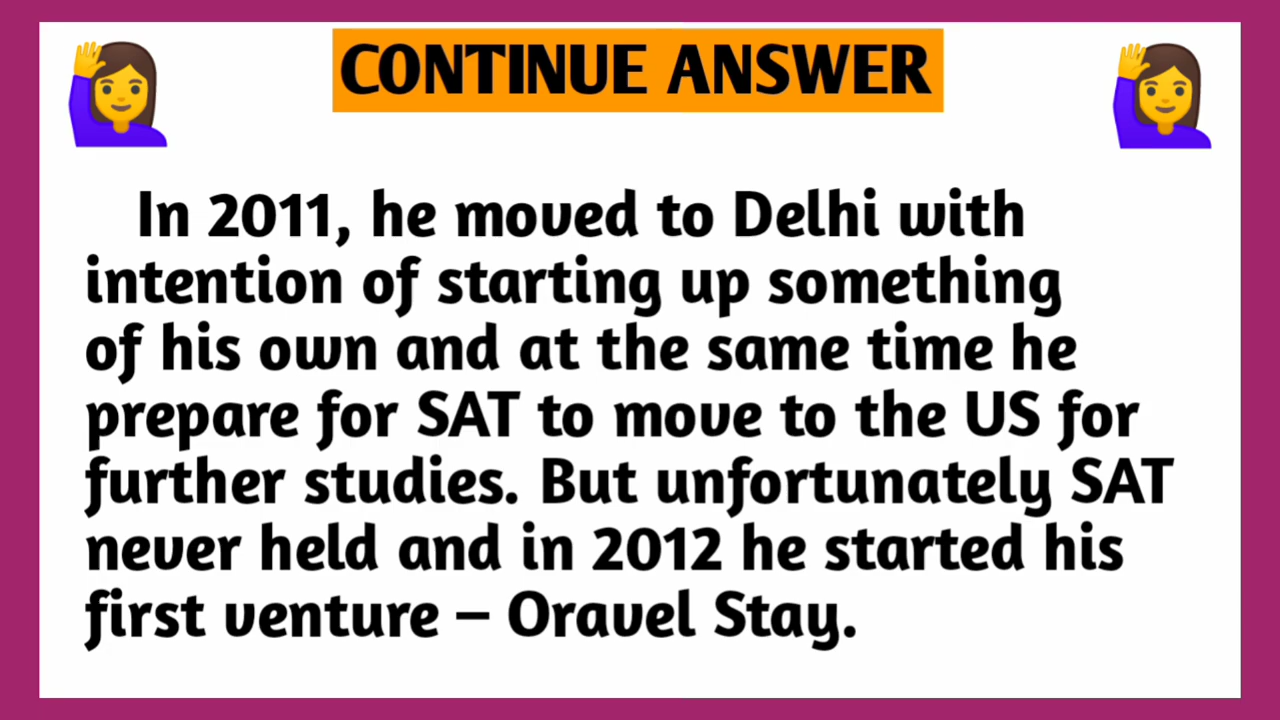 CONTINUE ANSWER
In 2011, he moved to Delhi with
intention of starting up something
of his own and at the same time he
prepare for SAT to move to the US for
further studies. But unfortunately SAT
never held and in 2012 he started his
first venture – Oravel Stay.